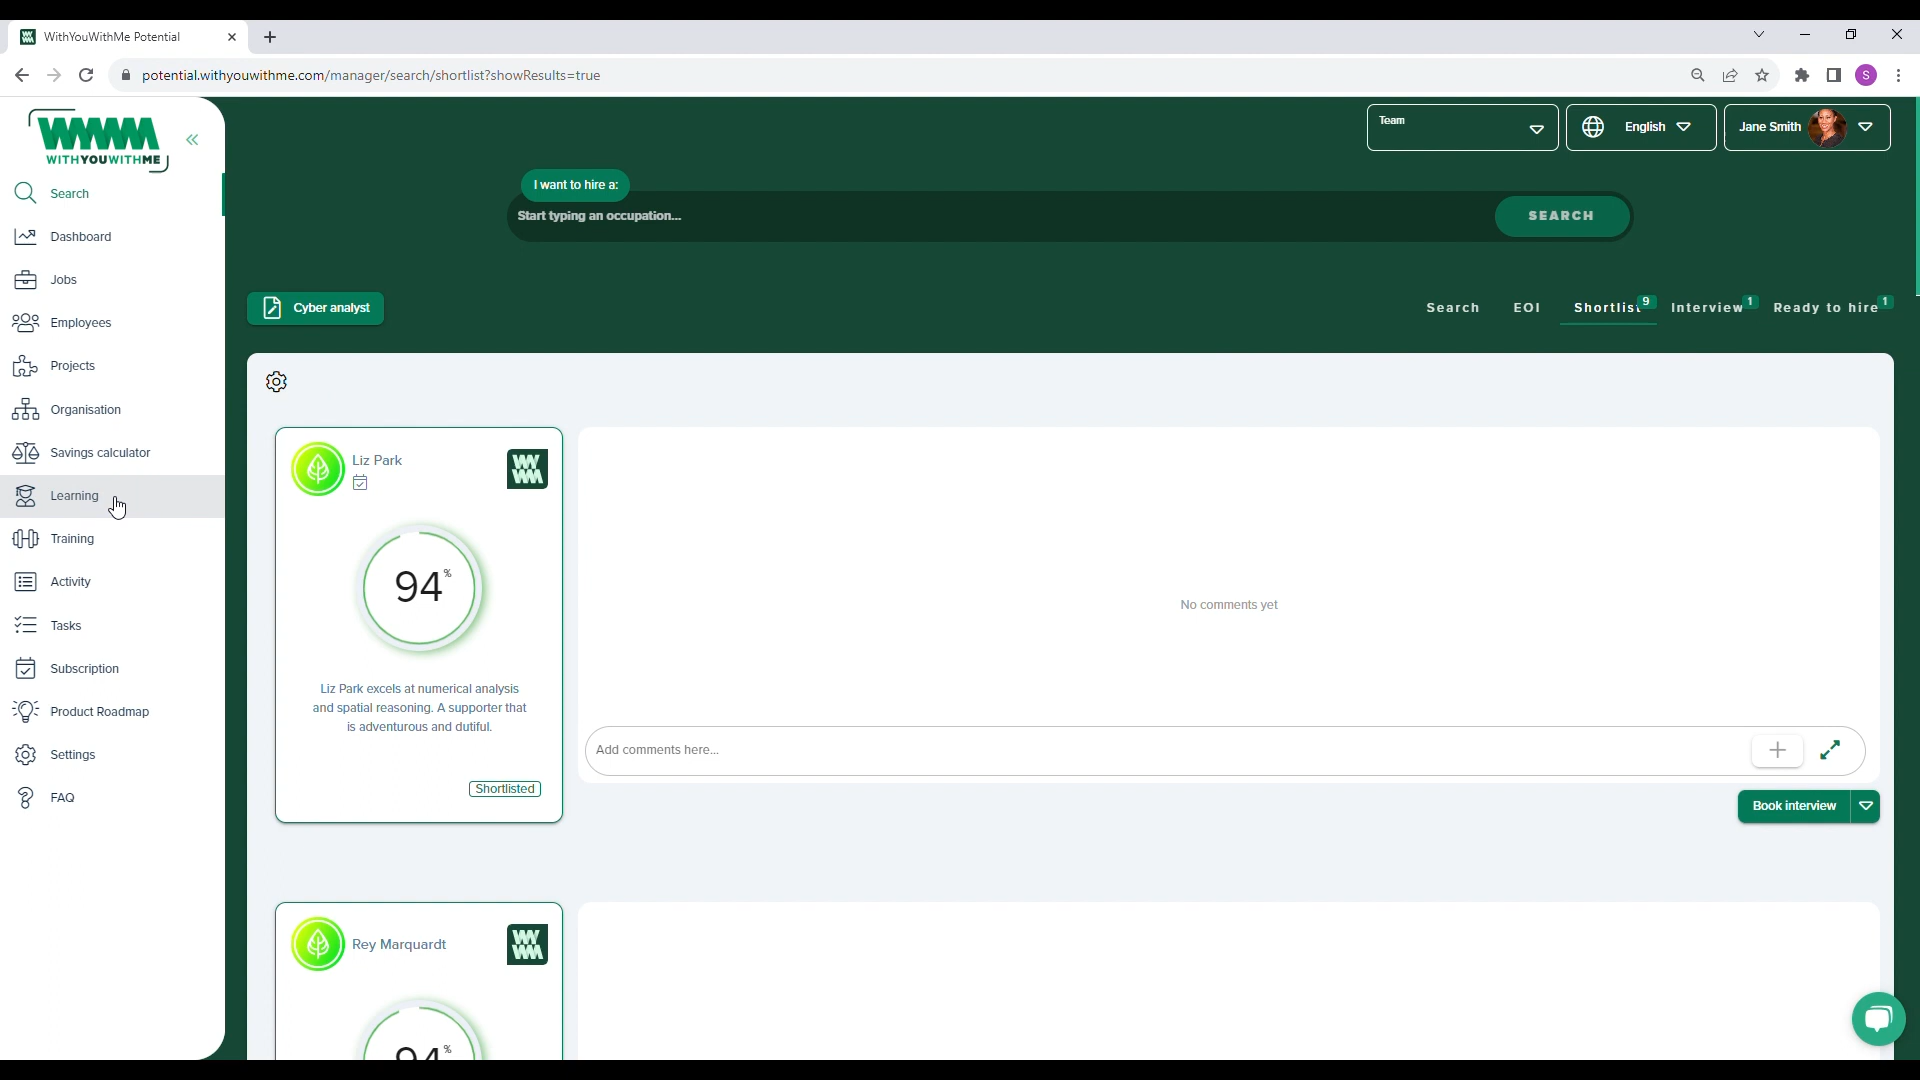 WithYouWithMe Potential
potential.withyouwithme.com/manager/search/shortlist?showResults=true
S
WITHYOUWITHME
Team
English
Jane Smith
Search
Dashboard
Jobs
Employees
Projects
Organisation
Savings calculator
Learning
Training
Activity
Tasks
Subscription
Product Roadmap
Settings
FAQ
I want to hire a:
Start typing an occupation...
SEARCH
Cyber analyst
Search
EOI
Shortlist 9
Interview 1
Ready to hire 1
Liz Park
WYWM
94%
Liz Park excels at numerical analysis
and spatial reasoning. A supporter that
is adventurous and dutiful.
Shortlisted
No comments yet
Add comments here...
Book interview
Rey Marquardt
WYWM
94%